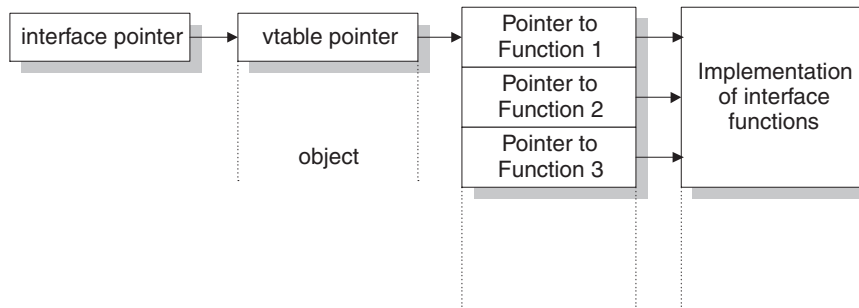 interface pointer
vtable pointer
Pointer to
Function 1
Pointer to
Function 2
Pointer to
Function 3
Implementation
of interface
functions
object